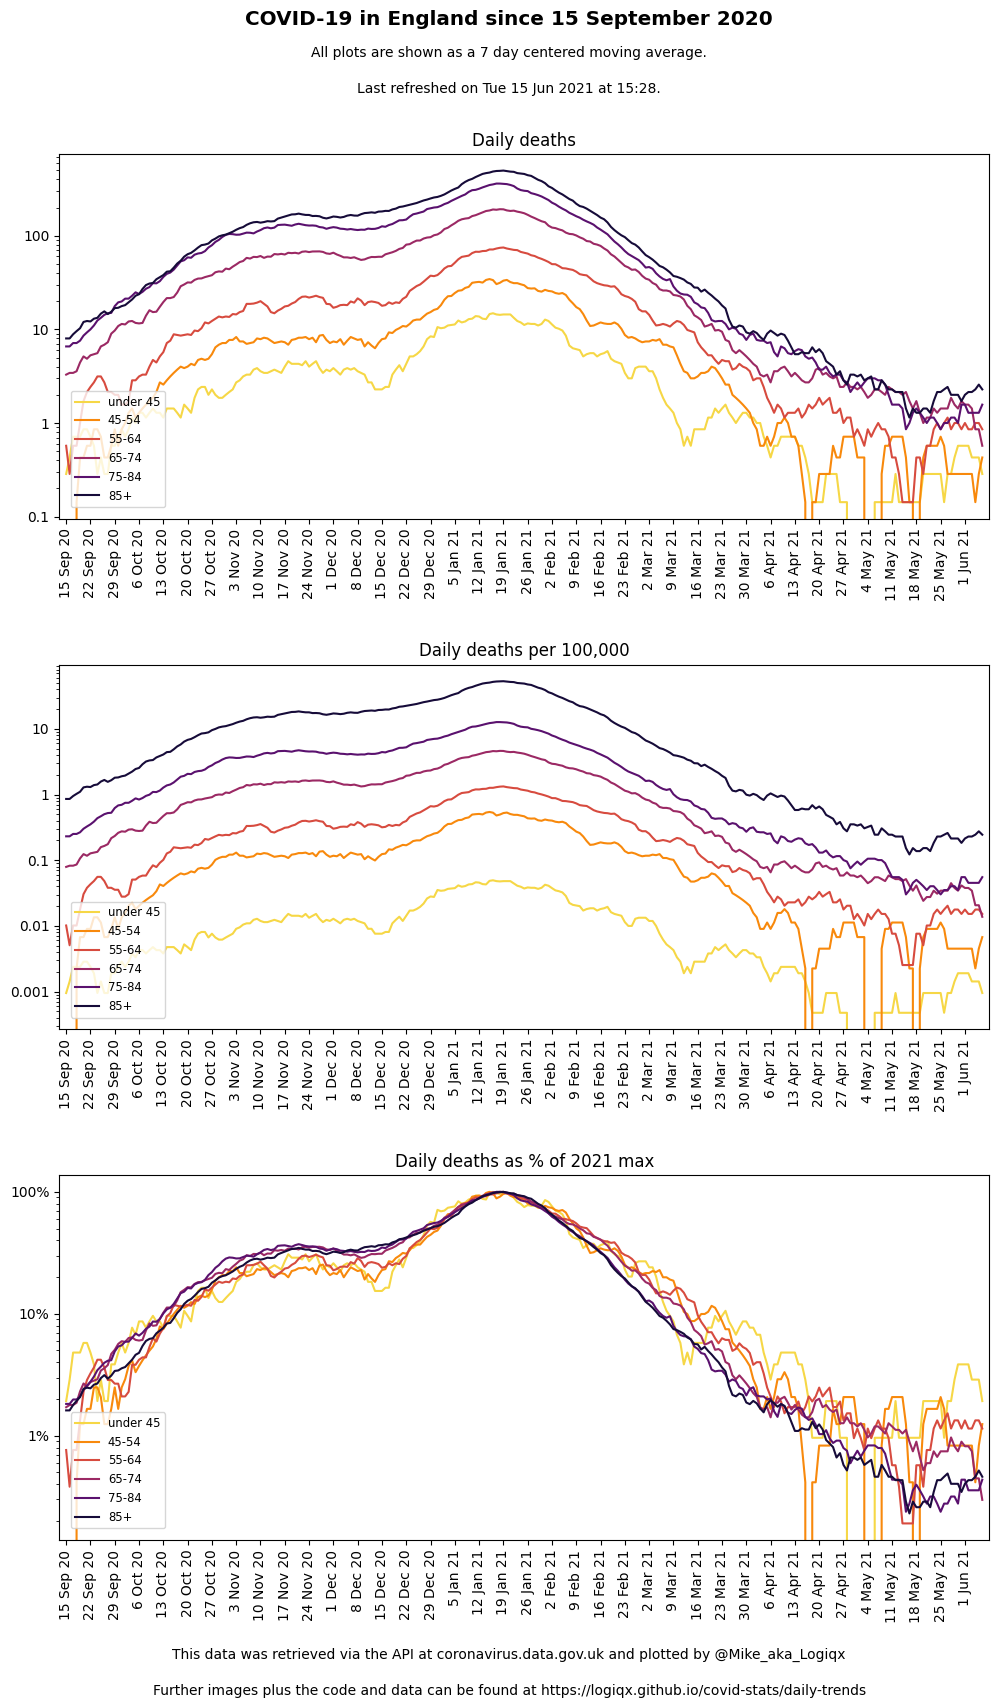 COVID-19 in England since 15 September 2020
All plots are shown as a 7 day centered moving average.
Last refreshed on Tue 15 Jun 2021 at 15:28.
Daily deaths
100
10
1
0.1
under 45
45-54
55-64
65-74
75-84
85+
15 Sep 20
22 Sep 20
29 Sep 20
6 Oct 20
13 Oct 20
20 Oct 20
27 Oct 20
3 Nov 20
10 Nov 20
17 Nov 20
24 Nov 20
1 Dec 20
8 Dec 20
15 Dec 20
22 Dec 20
29 Dec 20
5 Jan 21
12 Jan 21
19 Jan 21
26 Jan 21
2 Feb 21
9 Feb 21
16 Feb 21
23 Feb 21
2 Mar 21
9 Mar 21
16 Mar 21
23 Mar 21
30 Mar 21
6 Apr 21
13 Apr 21
20 Apr 21
27 Apr 21
4 May 21
11 May 21
18 May 21
25 May 21
1 Jun 21
Daily deaths per 100,000
10
1
0.1
0.01
0.001
under 45
45-54
55-64
65-74
75-84
85+
15 Sep 20
22 Sep 20
29 Sep 20
6 Oct 20
13 Oct 20
20 Oct 20
27 Oct 20
3 Nov 20
10 Nov 20
17 Nov 20
24 Nov 20
1 Dec 20
8 Dec 20
15 Dec 20
22 Dec 20
29 Dec 20
5 Jan 21
12 Jan 21
19 Jan 21
26 Jan 21
2 Feb 21
9 Feb 21
16 Feb 21
23 Feb 21
2 Mar 21
9 Mar 21
16 Mar 21
23 Mar 21
30 Mar 21
6 Apr 21
13 Apr 21
20 Apr 21
27 Apr 21
4 May 21
11 May 21
18 May 21
25 May 21
1 Jun 21
Daily deaths as % of 2021 max
100%
10%
1%
under 45
45-54
55-64
65-74
75-84
85+
15 Sep 20
22 Sep 20
29 Sep 20
6 Oct 20
13 Oct 20
20 Oct 20
27 Oct 20
3 Nov 20
10 Nov 20
17 Nov 20
24 Nov 20
1 Dec 20
8 Dec 20
15 Dec 20
22 Dec 20
29 Dec 20
5 Jan 21
12 Jan 21
19 Jan 21
26 Jan 21
2 Feb 21
9 Feb 21
16 Feb 21
23 Feb 21
2 Mar 21
9 Mar 21
16 Mar 21
23 Mar 21
30 Mar 21
6 Apr 21
13 Apr 21
20 Apr 21
27 Apr 21
4 May 21
11 May 21
18 May 21
25 May 21
1 Jun 21
This data was retrieved via the API at coronavirus.data.gov.uk and plotted by @Mike_aka_Logiqx
Further images plus the code and data can be found at https://logiqx.github.io/covid-stats/daily-trends